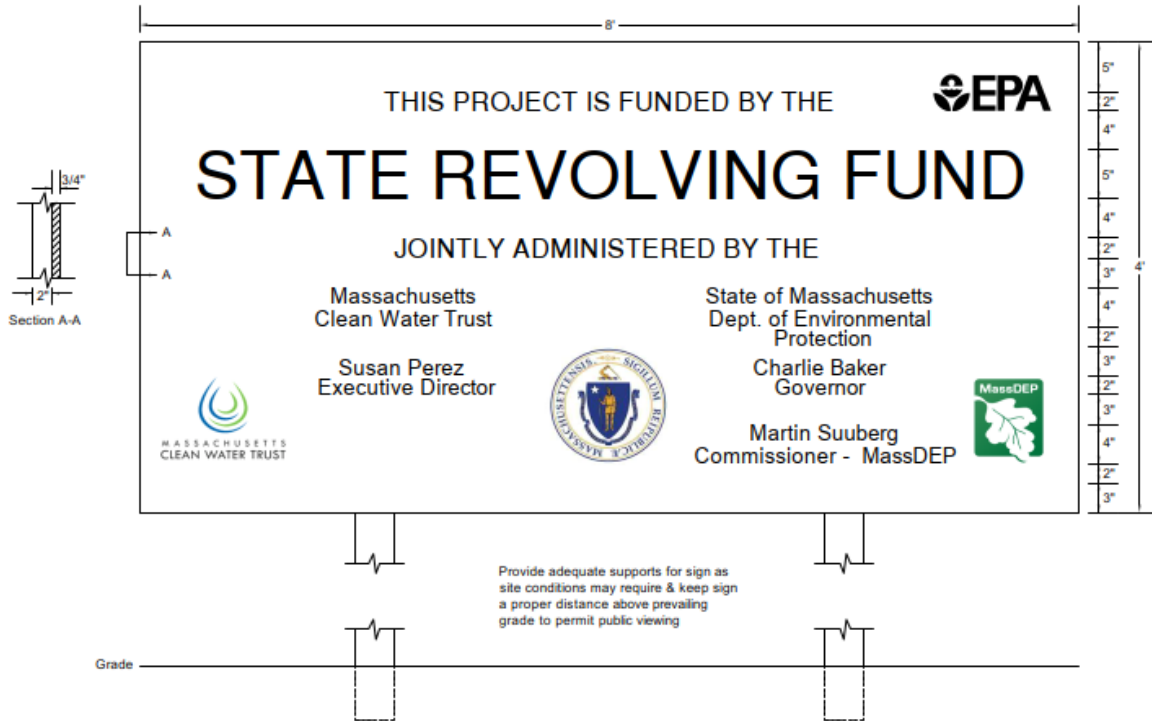 8'
THIS PROJECT IS FUNDED BY THE
EPA
STATE REVOLVING FUND
JOINTLY ADMINISTERED BY THE
Massachusetts
Clean Water Trust
Susan Perez
Executive Director
State of Massachusetts
Dept. of Environmental
Protection
Charlie Baker
Governor
Martin Suuberg
Commissioner - MassDEP
MASSACHUSETTS
CLEAN WATER TRUST
SIGILLUM REIPUBLICÆ MASSACHUSETTENSIS
MassDEP
3/4"
A
A
2"
Section A-A
5"
2"
4"
5"
4"
2"
3"
4"
2"
3"
2"
3"
4"
2"
3"
4'
Provide adequate supports for sign as
site conditions may require & keep sign
a proper distance above prevailing
grade to permit public viewing
Grade